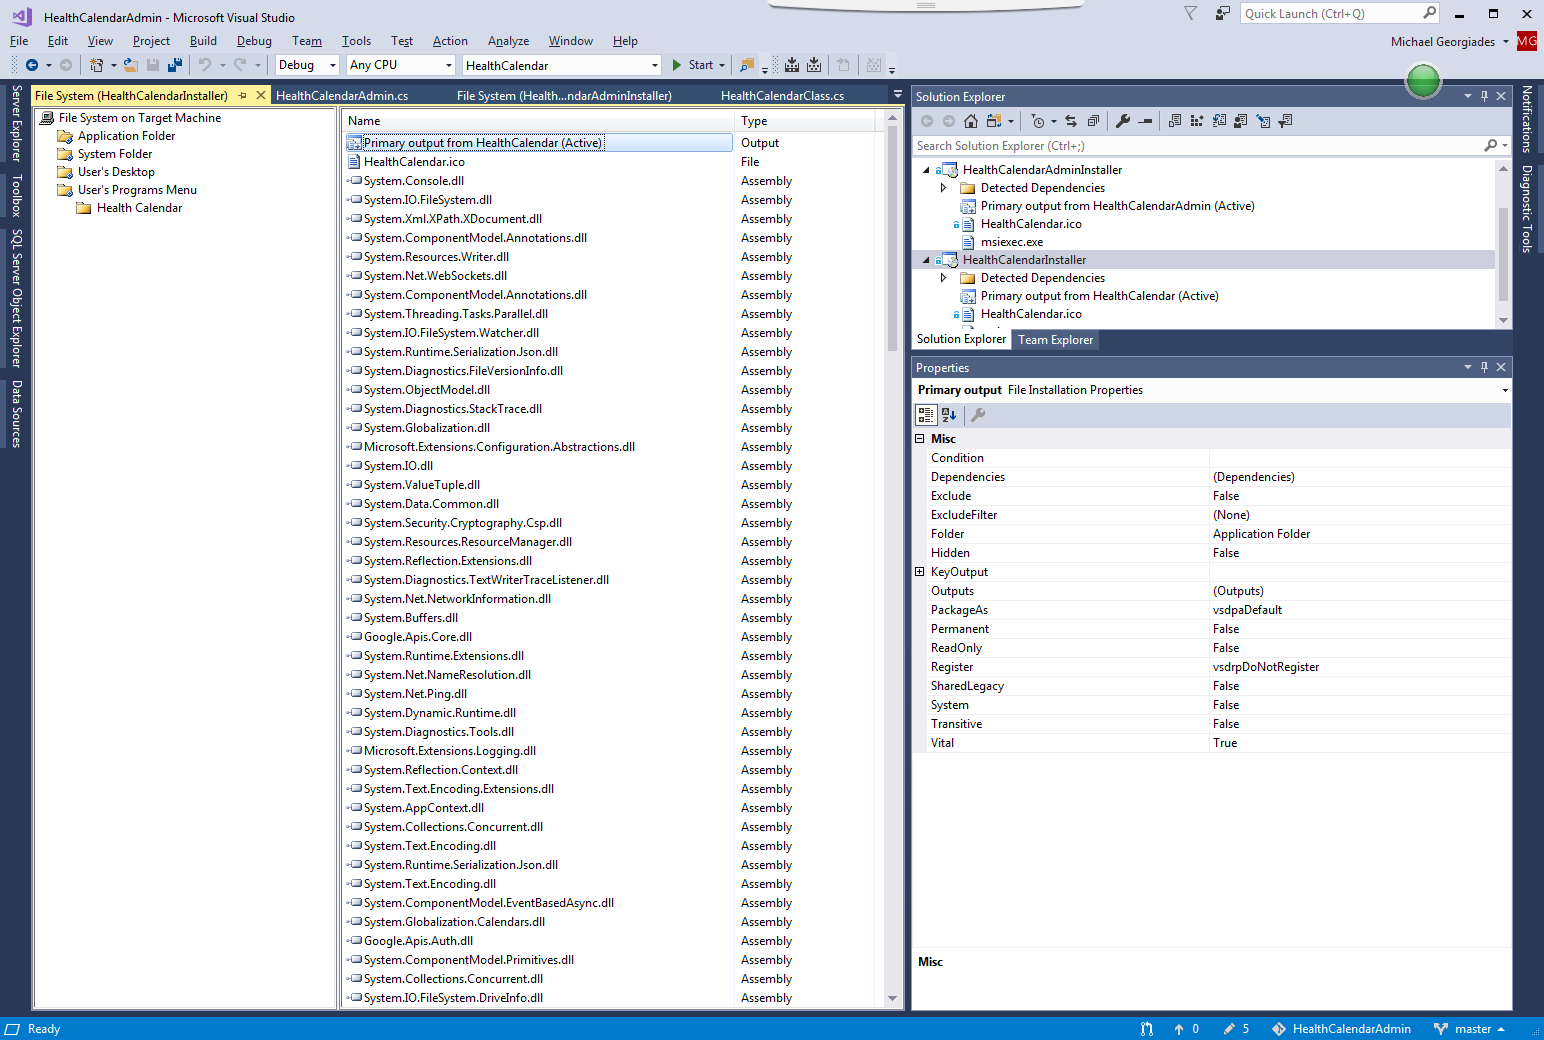 HealthCalendarAdmin - Microsoft Visual Studio
Quick Launch (Ctrl+Q)
File Edit View Project Build Debug Team Tools Test Action Analyze Window Help
Michael Georgiades MG
Debug Any CPU HealthCalendar Start
Server Explorer
Toolbox
SQL Server Object Explorer
Data Sources
File System (HealthCalendarInstaller) HealthCalendarAdmin.cs File System (Health...ndarAdminInstaller) HealthCalendarClass.cs
File System on Target Machine
Application Folder
System Folder
User's Desktop
User's Programs Menu
Health Calendar
Name Type
Primary output from HealthCalendar (Active) Output
HealthCalendar.ico File
System.Console.dll Assembly
System.IO.FileSystem.dll Assembly
System.Xml.XPath.XDocument.dll Assembly
System.ComponentModel.Annotations.dll Assembly
System.Resources.Writer.dll Assembly
System.Net.WebSockets.dll Assembly
System.ComponentModel.Annotations.dll Assembly
System.Threading.Tasks.Parallel.dll Assembly
System.IO.FileSystem.Watcher.dll Assembly
System.Runtime.Serialization.Json.dll Assembly
System.Diagnostics.FileVersionInfo.dll Assembly
System.ObjectModel.dll Assembly
System.Diagnostics.StackTrace.dll Assembly
System.Globalization.dll Assembly
Microsoft.Extensions.Configuration.Abstractions.dll Assembly
System.IO.dll Assembly
System.ValueTuple.dll Assembly
System.Data.Common.dll Assembly
System.Security.Cryptography.Csp.dll Assembly
System.Resources.ResourceManager.dll Assembly
System.Reflection.Extensions.dll Assembly
System.Diagnostics.TextWriterTraceListener.dll Assembly
System.Net.NetworkInformation.dll Assembly
System.Buffers.dll Assembly
Google.Apis.Core.dll Assembly
System.Runtime.Extensions.dll Assembly
System.Net.NameResolution.dll Assembly
System.Net.Ping.dll Assembly
System.Dynamic.Runtime.dll Assembly
System.Diagnostics.Tools.dll Assembly
Microsoft.Extensions.Logging.dll Assembly
System.Reflection.Context.dll Assembly
System.Text.Encoding.Extensions.dll Assembly
System.AppContext.dll Assembly
System.Collections.Concurrent.dll Assembly
System.Text.Encoding.dll Assembly
System.Runtime.Serialization.Json.dll Assembly
System.Text.Encoding.dll Assembly
System.ComponentModel.EventBasedAsync.dll Assembly
System.Globalization.Calendars.dll Assembly
Google.Apis.Auth.dll Assembly
System.ComponentModel.Primitives.dll Assembly
System.Collections.Concurrent.dll Assembly
System.IO.FileSystem.DriveInfo.dll Assembly
Solution Explorer
Search Solution Explorer (Ctrl+;)
HealthCalendarAdminInstaller
Detected Dependencies
Primary output from HealthCalendarAdmin (Active)
HealthCalendar.ico
msiexec.exe
HealthCalendarInstaller
Detected Dependencies
Primary output from HealthCalendar (Active)
HealthCalendar.ico
Solution Explorer Team Explorer
Properties
Primary output File Installation Properties
Misc
Condition
Dependencies (Dependencies)
Exclude False
ExcludeFilter (None)
Folder Application Folder
Hidden False
KeyOutput
Outputs (Outputs)
PackageAs vsdpaDefault
Permanent False
ReadOnly False
Register vsdrpDoNotRegister
SharedLegacy False
System False
Transitive False
Vital True
Misc
Notifications
Diagnostic Tools
Ready 0 5 HealthCalendarAdmin master